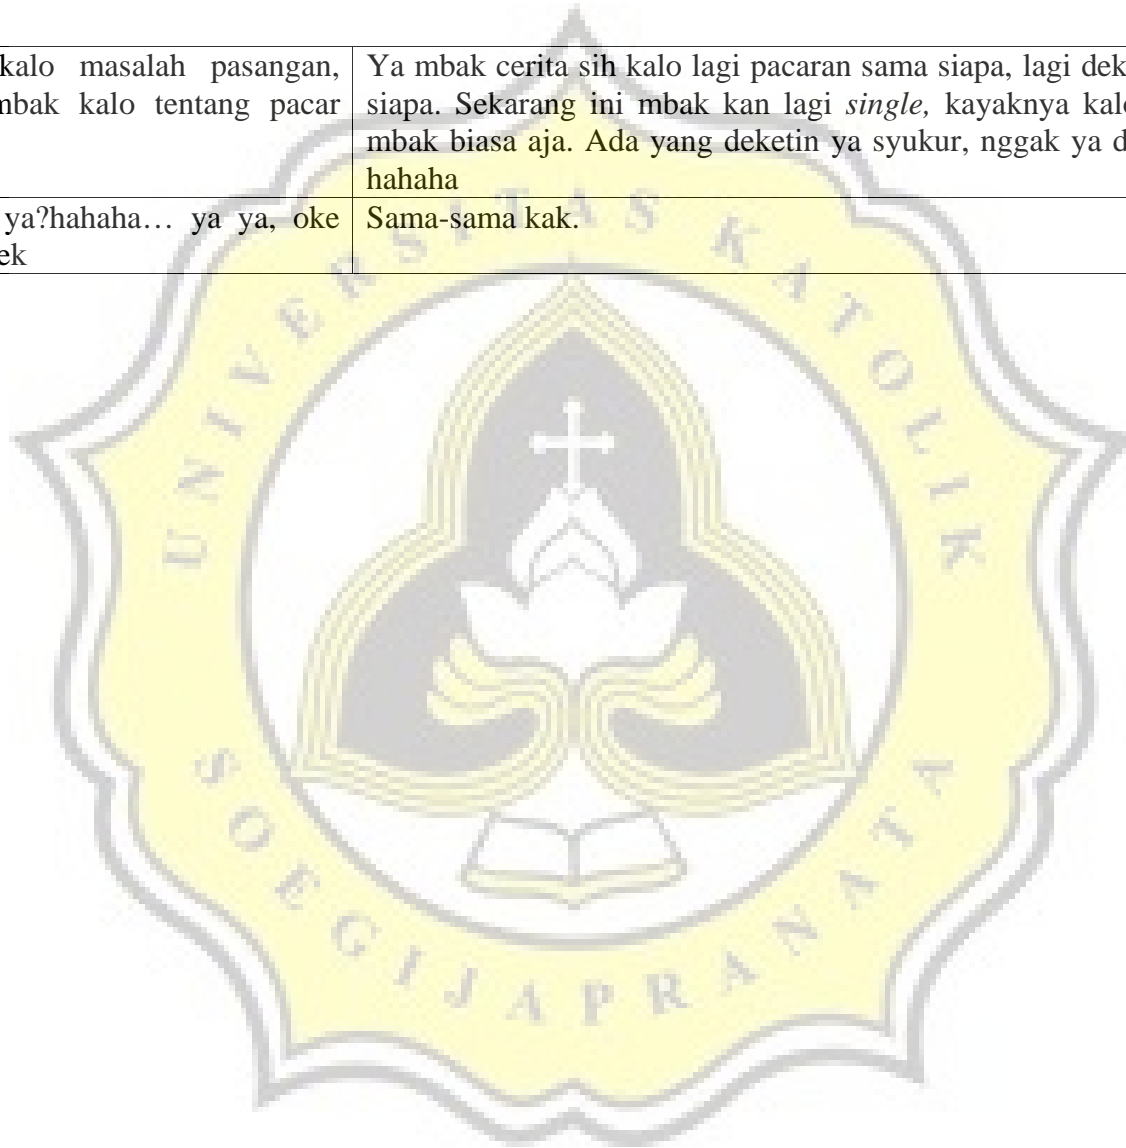 kalo masalah pasangan,
mbak kalo tentang pacar
Ya mbak cerita sih kalo lagi pacaran sama siapa, lagi dek
siapa. Sekarang ini mbak kan lagi single, kayaknya kalo
mbak biasa aja. Ada yang deketin ya syukur, nggak ya d
hahaha
ya?hahaha… ya ya, oke
ek
Sama-sama kak.
UNIVERSITAS KATOLIK
SOEGIJAPRANATA